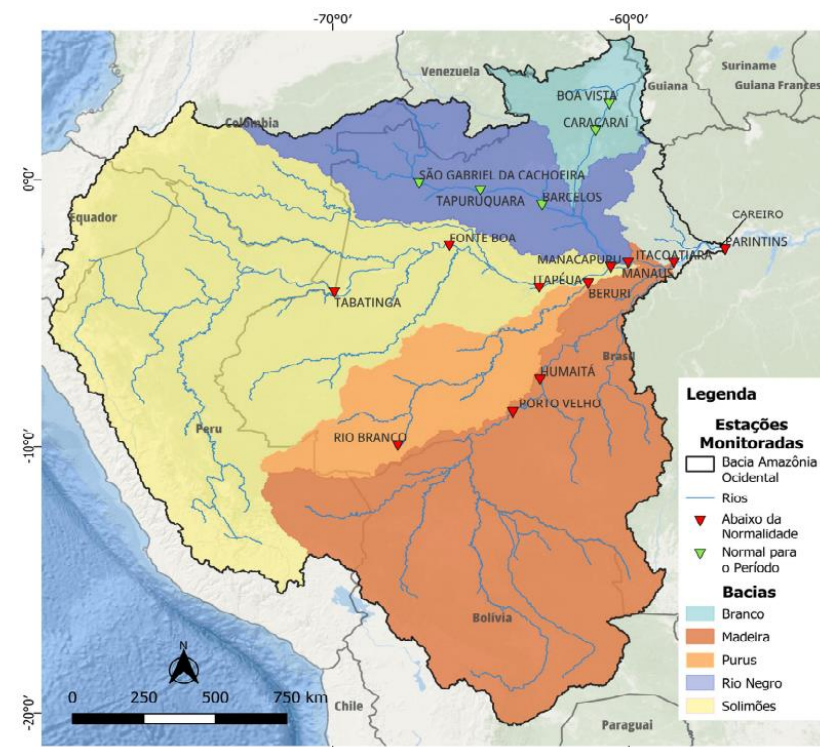 -70°0'
-60°0'
Venezuela
Suriname
Guiana
Guiana Frances
BOA VISTA
CARACARAÍ
Colômbia
0°0'
SÃO GABRIEL DA CACHOEIRA
TAPURUQUARA
BARCELOS
Equador
CAREIRO
FONTE BOA
MANACAPURU
ITACOATIARA
PARINTINS
MANAUS
ITAPÉUA
BERURI
TABATINGA
Brasil
HUMAITÁ
PORTO VELHO
Peru
RIO BRANCO
-10°0'
Bolívia
N
0 250 500 750 km
Chile
-20°0'
Paraguai
Legenda
Estações
Monitoradas
Bacia Amazônia
Ocidental
Rios
Abaixo da
Normalidade
Normal para
o Período
Bacias
Branco
Madeira
Purus
Rio Negro
Solimões